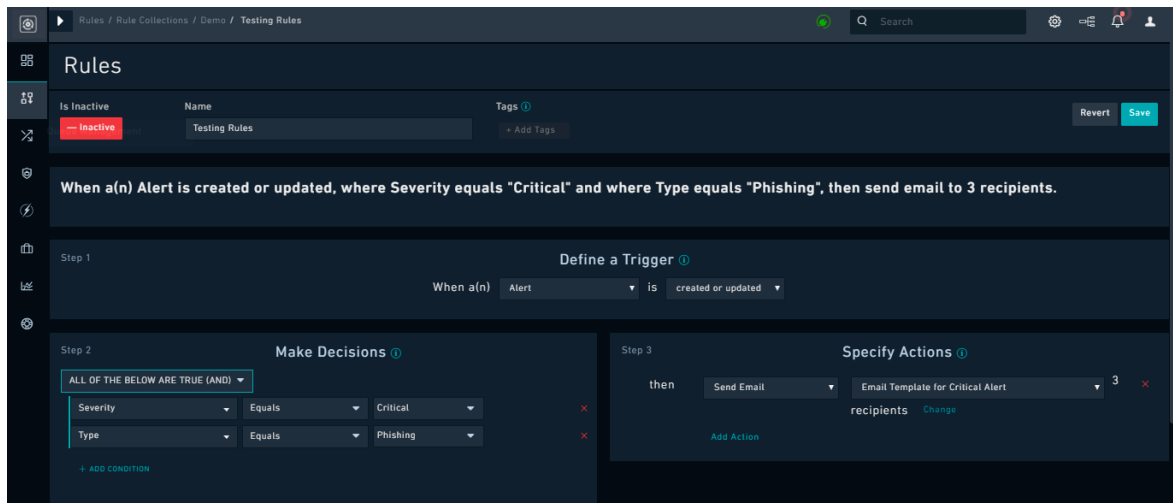 Rules / Rule Collections / Demo / Testing Rules
Search
Rules
Is Inactive
Name
Tags
— Inactive
Testing Rules
+ Add Tags
Revert
Save
When a(n) Alert is created or updated, where Severity equals "Critical" and where Type equals "Phishing", then send email to 3 recipients.
Step 1
Define a Trigger
When a(n) Alert is created or updated
Step 2
Make Decisions
ALL OF THE BELOW ARE TRUE (AND)
Severity Equals Critical
Type Equals Phishing
+ ADD CONDITION
Step 3
Specify Actions
then Send Email Email Template for Critical Alert 3
recipients Change
Add Action